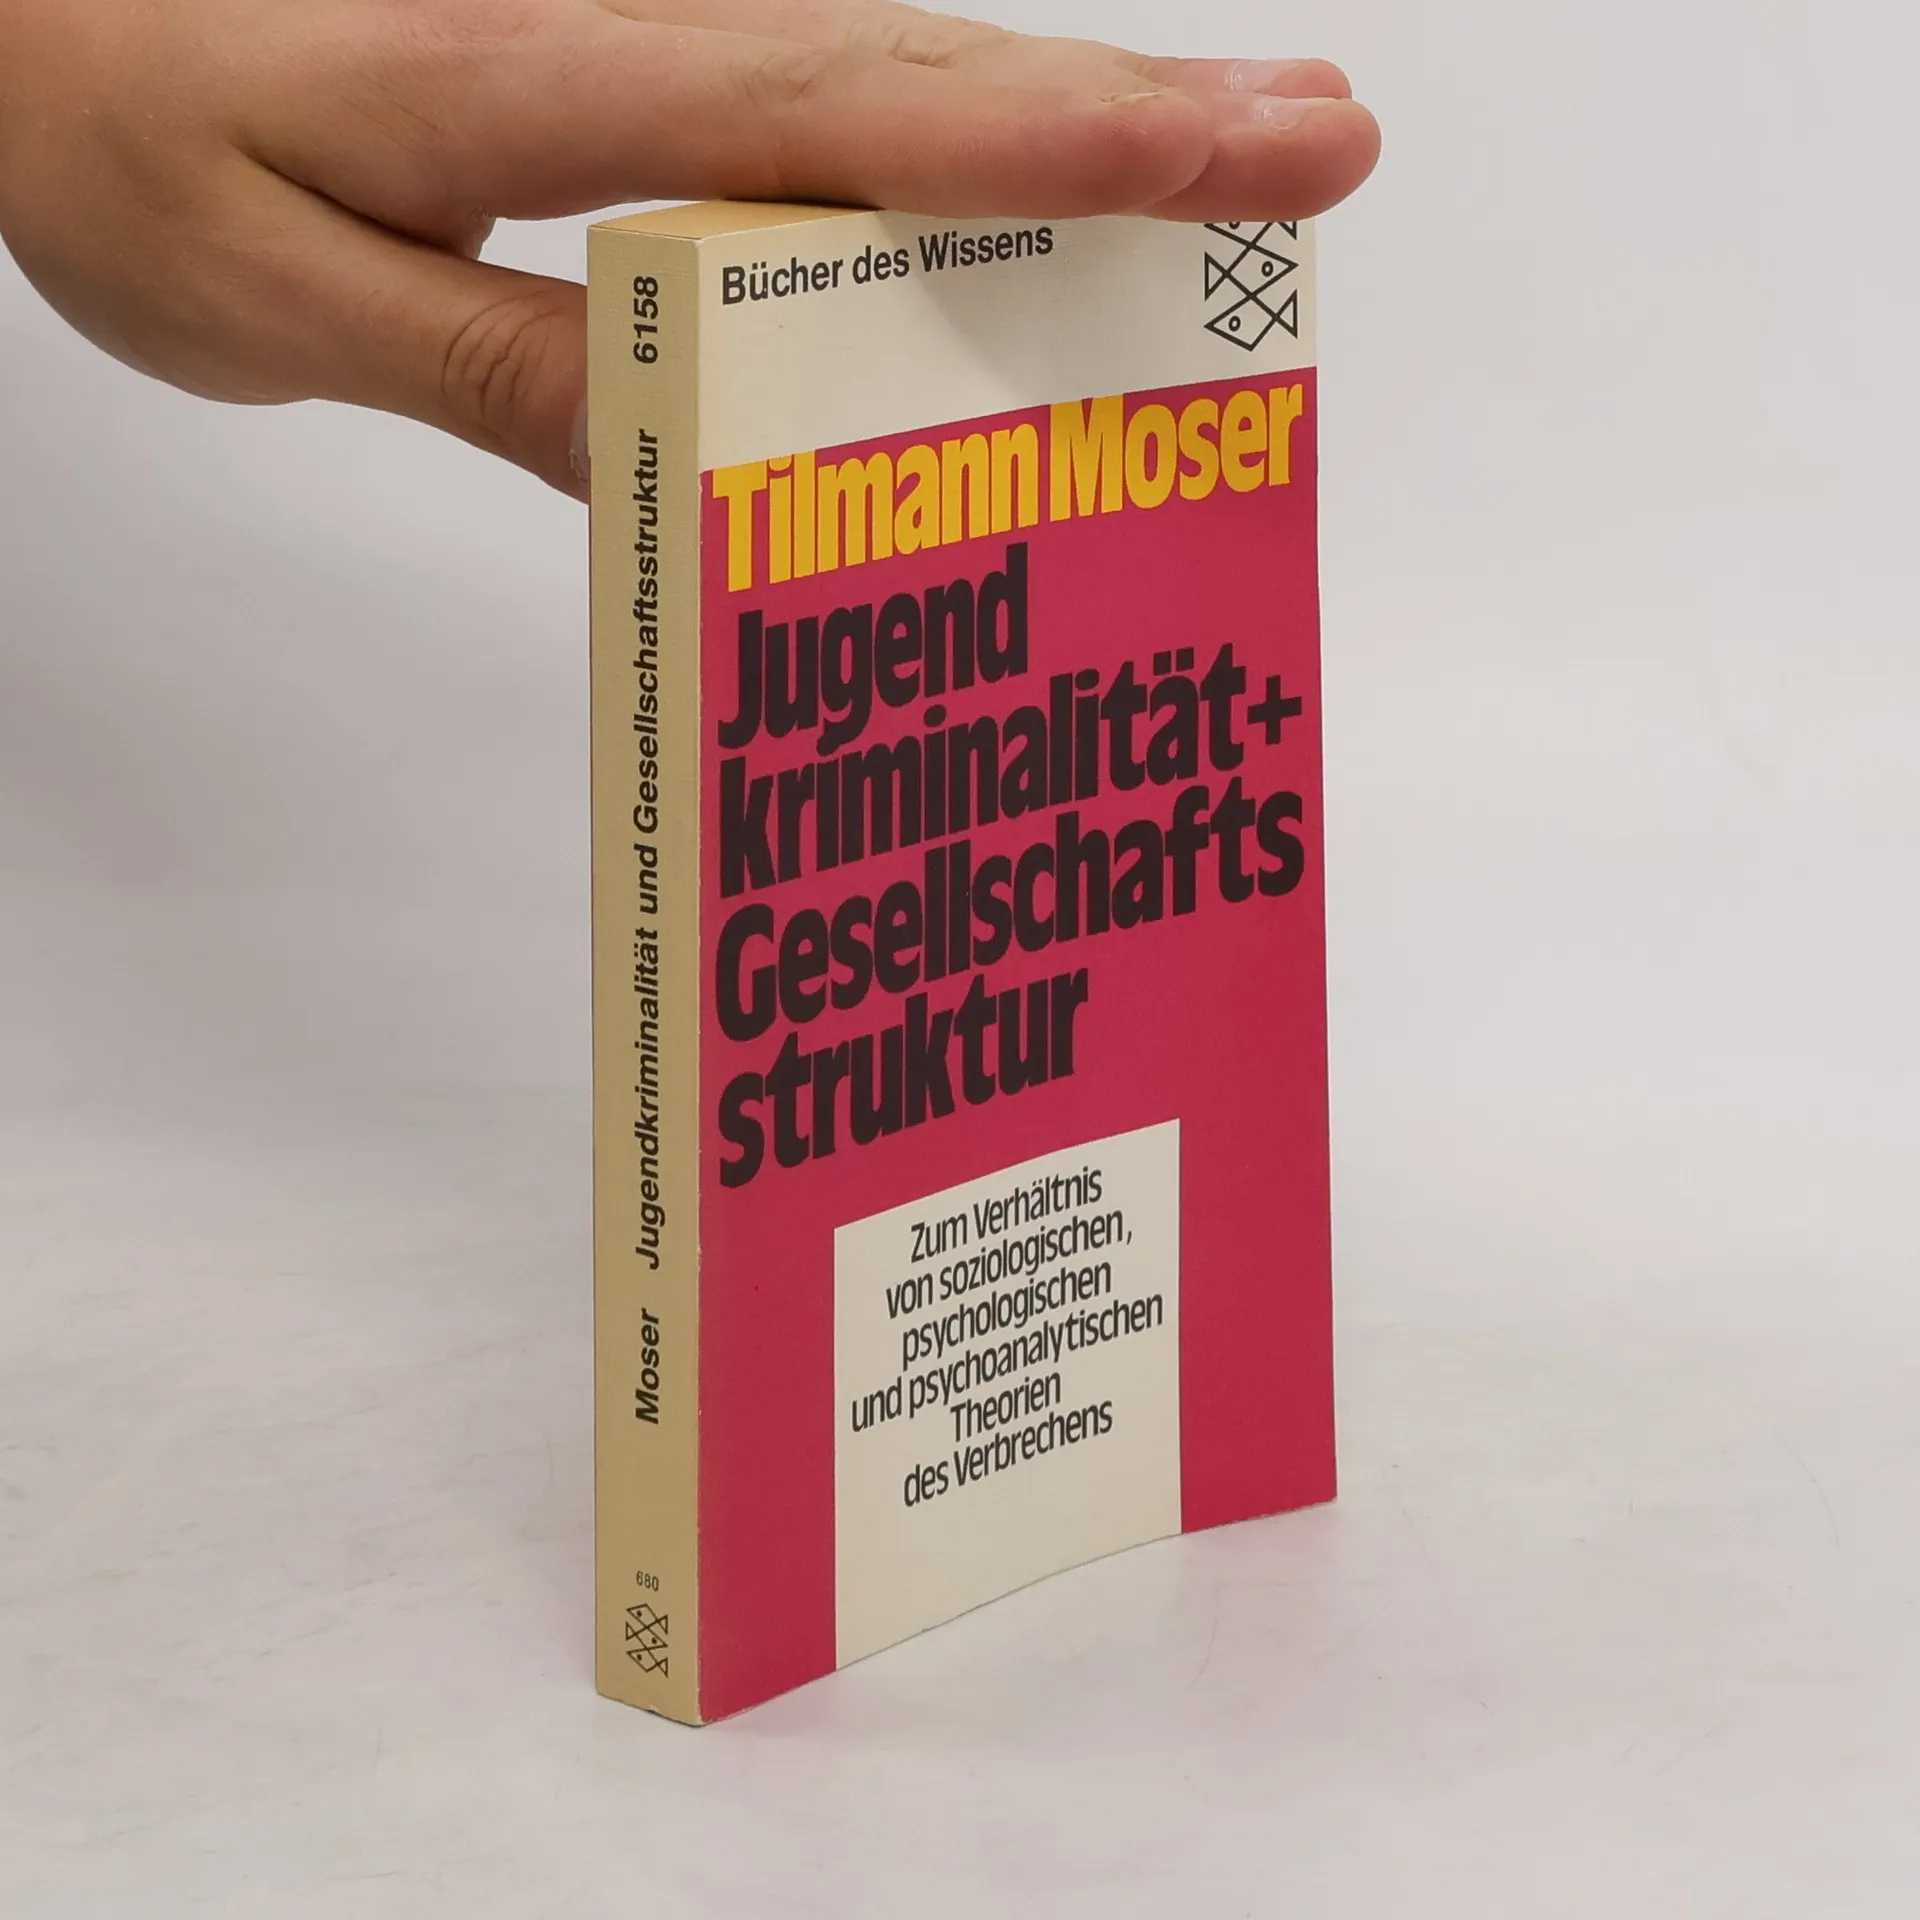 Bücher des Wissens
Tilmann Moser
Jugend
kriminalität+
Gesellschafts
struktur
Zum Verhältnis
von soziologischen,
psychologischen
und psychoanalytischen
Theorien
des Verbrechens
Moser Jugendkriminalität und Gesellschaftsstruktur 6158
680